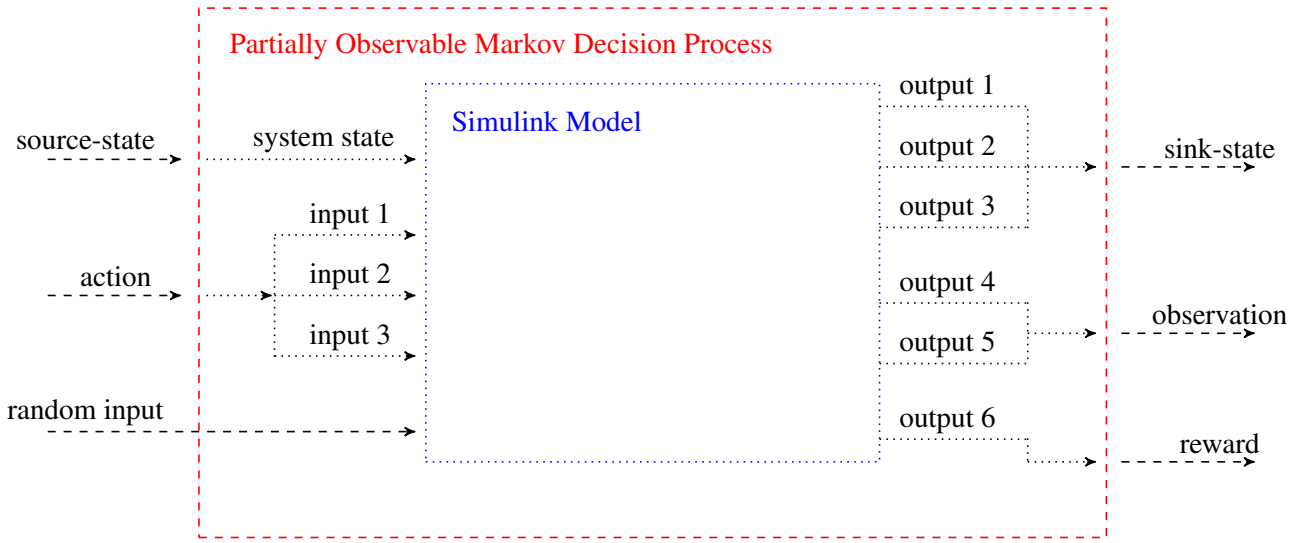 Partially Observable Markov Decision Process
Simulink Model
source-state
system state
input 1
action
input 2
input 3
random input
output 1
output 2
output 3
sink-state
output 4
output 5
observation
output 6
reward